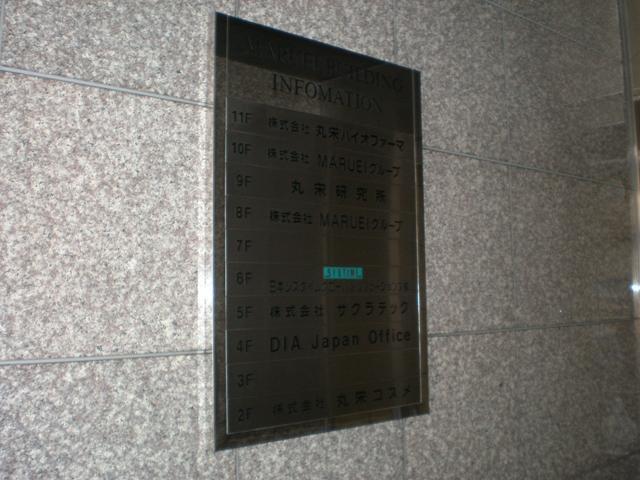 MARUEI BUILDING
INFOMATION
11F 株式会社 丸栄バイオファーマ
10F 株式会社 MARUEIグループ
9F 丸栄研究所
8F 株式会社 MARUEIグループ
7F
6F
5F 株式会社 サクラテック
4F DIA Japan Office
3F
2F 株式会社 丸栄コスメ